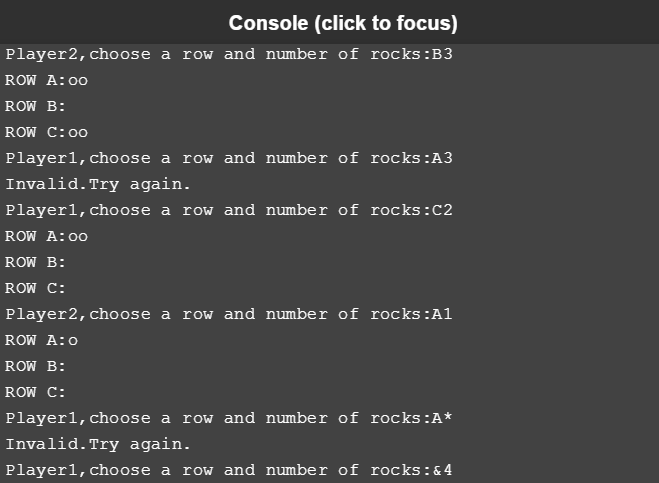 Console (click to focus)
Player2,choose a row and number of rocks:B3
ROW A:oo
ROW B:
ROW C:oo
Player1,choose a row and number of rocks:A3
Invalid.Try again.
Player1,choose a row and number of rocks:C2
ROW A:oo
ROW B:
ROW C:
Player2,choose a row and number of rocks:A1
ROW A:o
ROW B:
ROW C:
Player1,choose a row and number of rocks:A*
Invalid.Try again.
Player1,choose a row and number of rocks:&4